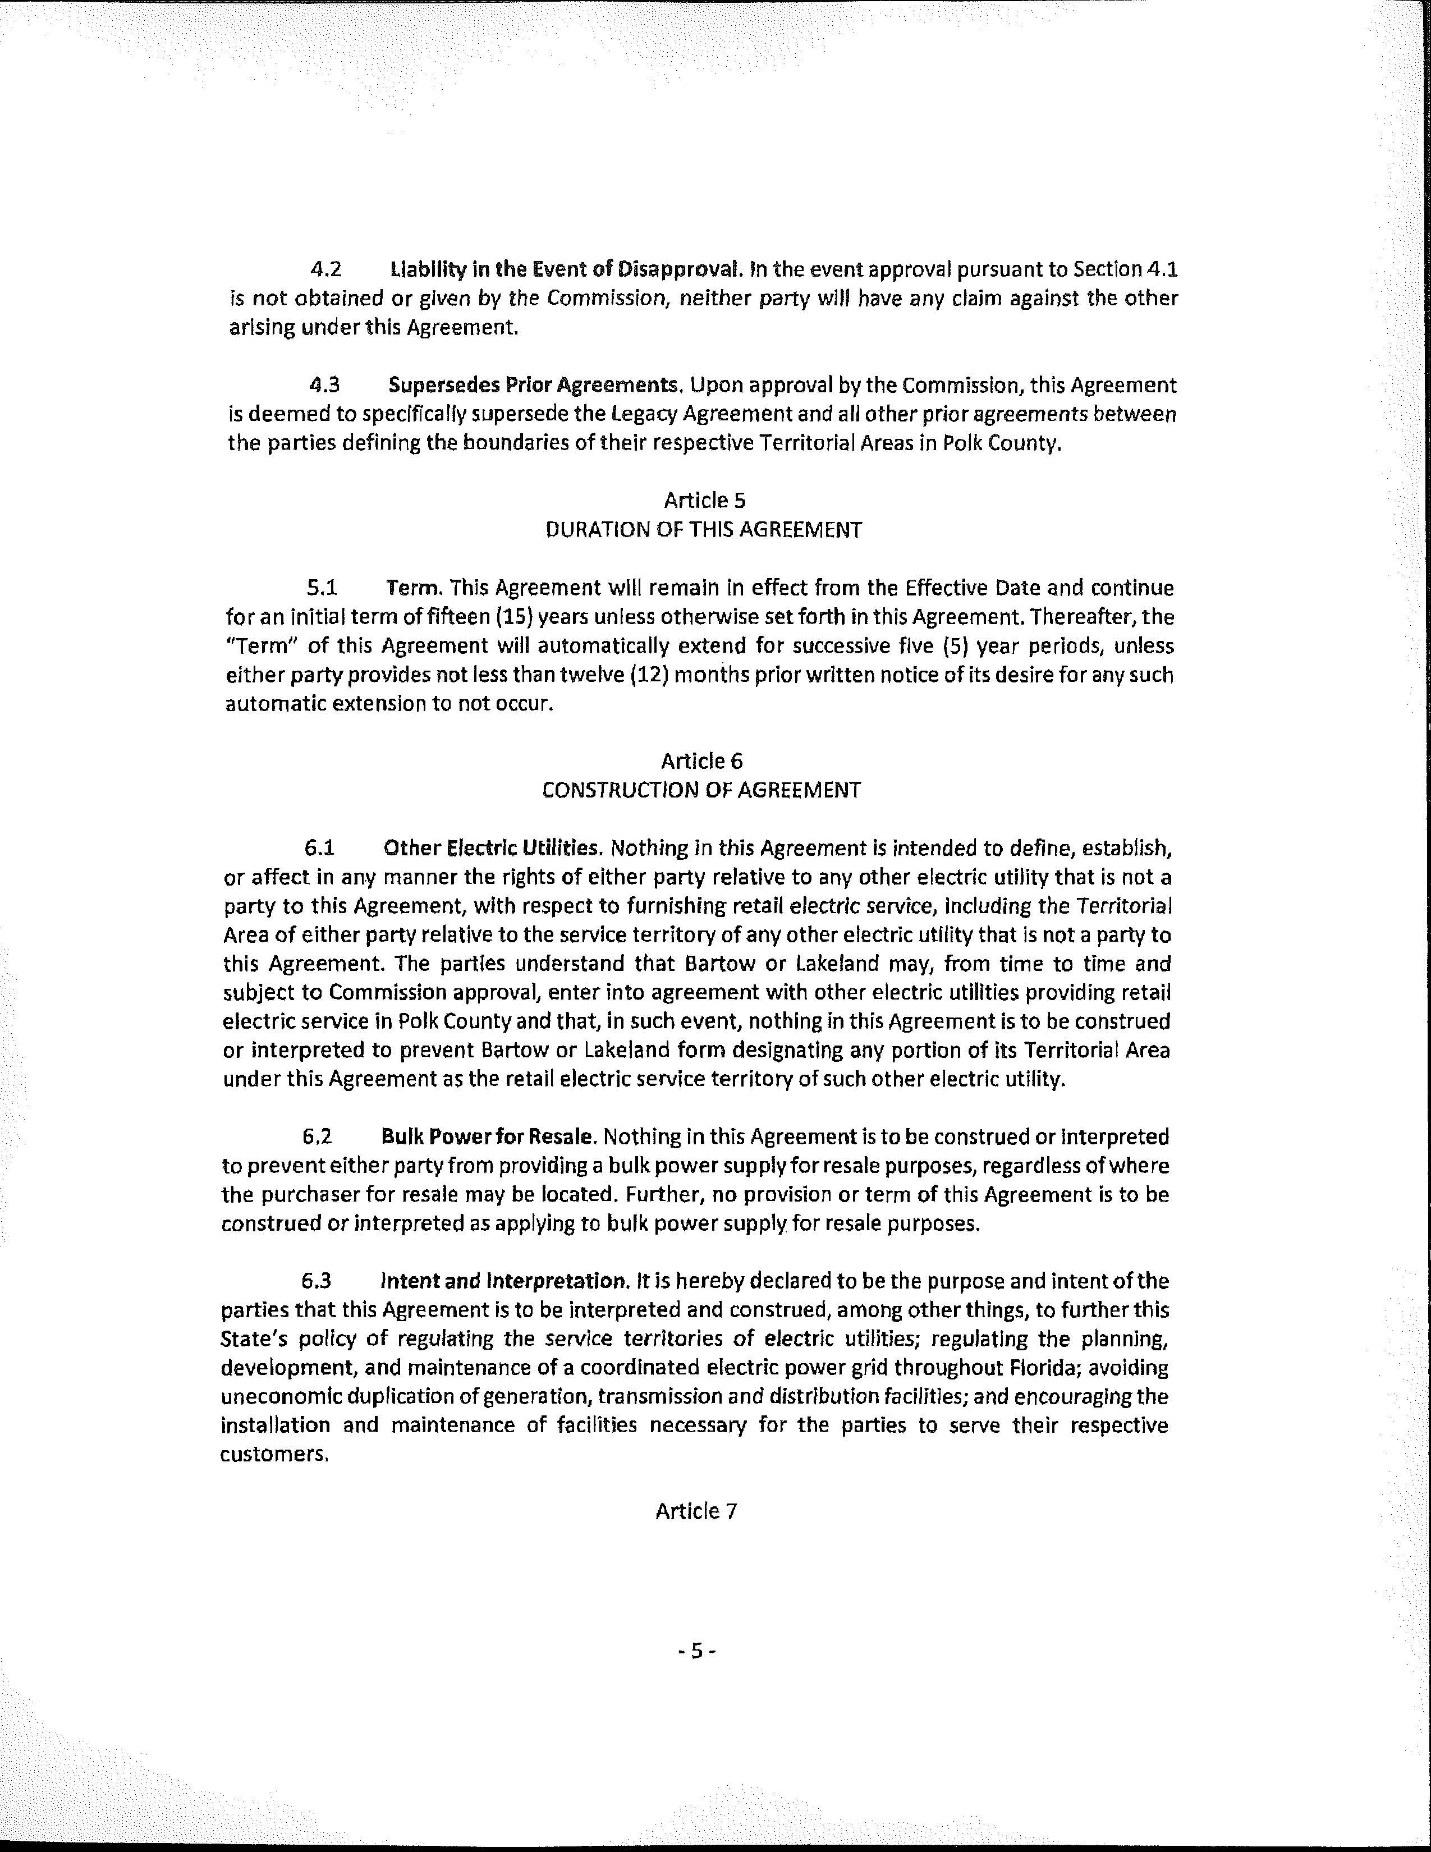 4.2 Liability in the Event of Disapproval. In the event approval pursuant to Section 4.1
is not obtained or given by the Commission, neither party will have any claim against the other
arising under this Agreement.
4.3 Supersedes Prior Agreements. Upon approval by the Commission, this Agreement
is deemed to specifically supersede the Legacy Agreement and all other prior agreements between
the parties defining the boundaries of their respective Territorial Areas in Polk County.
Article 5
DURATION OF THIS AGREEMENT
5.1 Term. This Agreement will remain in effect from the Effective Date and continue
for an initial term of fifteen (15) years unless otherwise set forth in this Agreement. Thereafter, the
"Term" of this Agreement will automatically extend for successive five (5) year periods, unless
either party provides not less than twelve (12) months prior written notice of its desire for any such
automatic extension to not occur.
Article 6
CONSTRUCTION OF AGREEMENT
6.1 Other Electric Utilities. Nothing in this Agreement is intended to define, establish,
or affect in any manner the rights of either party relative to any other electric utility that is not a
party to this Agreement, with respect to furnishing retail electric service, including the Territorial
Area of either party relative to the service territory of any other electric utility that is not a party to
this Agreement. The parties understand that Bartow or Lakeland may, from time to time and
subject to Commission approval, enter into agreement with other electric utilities providing retail
electric service in Polk County and that, in such event, nothing in this Agreement is to be construed
or interpreted to prevent Bartow or Lakeland form designating any portion of its Territorial Area
under this Agreement as the retail electric service territory of such other electric utility.
6.2 Bulk Power for Resale. Nothing in this Agreement is to be construed or interpreted
to prevent either party from providing a bulk power supply for resale purposes, regardless of where
the purchaser for resale may be located. Further, no provision or term of this Agreement is to be
construed or interpreted as applying to bulk power supply for resale purposes.
6.3 Intent and Interpretation. It is hereby declared to be the purpose and intent of the
parties that this Agreement is to be interpreted and construed, among other things, to further this
State's policy of regulating the service territories of electric utilities; regulating the planning,
development, and maintenance of a coordinated electric power grid throughout Florida; avoiding
uneconomic duplication of generation, transmission and distribution facilities; and encouraging the
installation and maintenance of facilities necessary for the parties to serve their respective
customers.
Article 7
- 5 -